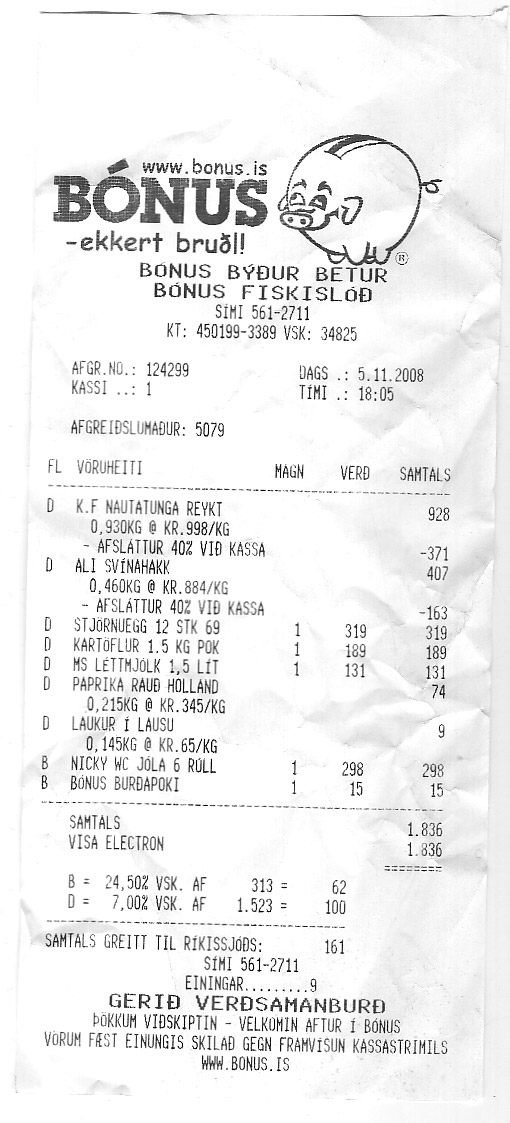 www.bonus.is
BÓNUS
-ekkert bruðl!
®
BÓNUS BÝÐUR BETUR
BÓNUS FISKISLÓÐ
SÍMI 561-2711
KT: 450199-3389 VSK: 34825
AFGR.NO.: 124299 DAGS .: 5.11.2008
KASSI ..: 1 TÍMI .: 18:05
AFGREIÐSLUMAÐUR: 5079
FL VÖRUHEITI MAGN VERÐ SAMTALS
D K.F NAUTATUNGA REYKT 928
0,930KG @ KR.998/KG
- AFSLÁTTUR 40% VIÐ KASSA -371
D ALI SVÍNAHAKK 407
0,460KG @ KR.884/KG
- AFSLÁTTUR 40% VIÐ KASSA -163
D STJÖRNUEGG 12 STK 69 1 319 319
D KARTÖFLUR 1.5 KG POK 1 189 189
D MS LÉTTMJÓLK 1,5 LÍT 1 131 131
D PAPRIKA RAUÐ HOLLAND 74
0,215KG @ KR.345/KG
D LAUKUR Í LAUSU 9
0,145KG @ KR.65/KG
B NICKY WC JÓLA 6 RÚLL 1 298 298
B BÓNUS BURÐAPOKI 1 15 15
SAMTALS 1.836
VISA ELECTRON 1.836
========
B = 24,50% VSK. AF 313 = 62
D = 7,00% VSK. AF 1.523 = 100
SAMTALS GREITT TIL RÍKISSJÓÐS: 161
SÍMI 561-2711
EININGAR.........9
GERIÐ VERÐSAMANBURÐ
ÞÖKKUM VIÐSKIPTIN - VELKOMIN AFTUR Í BÓNUS
VÖRUM FÆST EINUNGIS SKILAÐ GEGN FRAMVÍSUN KASSASTRIMILS
WWW.BONUS.IS